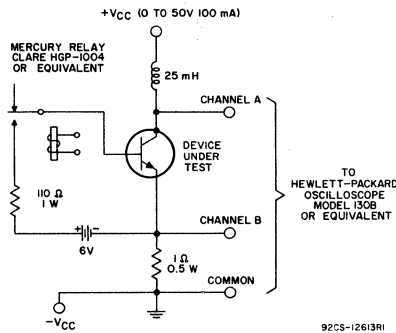 +VCC (0 TO 50V 100 mA)
MERCURY RELAY
CLARE HGP-1004
OR EQUIVALENT
25 mH
CHANNEL A
DEVICE
UNDER
TEST
TO
HEWLETT-PACKARD
OSCILLOSCOPE
MODEL 130B
OR EQUIVALENT
110 Ω
1 W
CHANNEL B
+ -
6V
1 Ω
0.5 W
COMMON
-VCC
92CS-12613RI